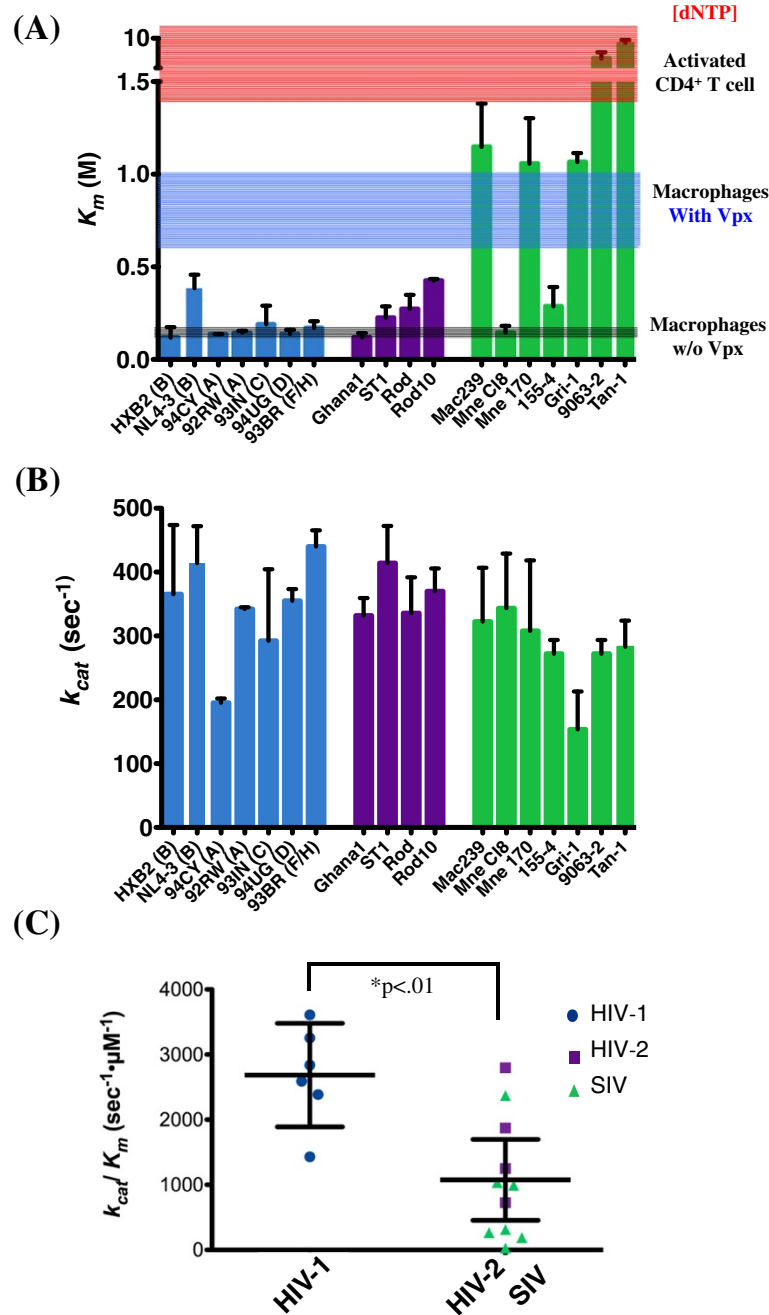 (A)
[dNTP]
Activated
CD4⁺ T cell
Macrophages
With Vpx
Macrophages
w/o Vpx
K_m (M)
10
1.5
1.0
0.5
0.0
HXB2 (B)
NL4-3 (B)
94CY (A)
92RW (A)
93IN (C)
94UG (D)
93BR (F/H)
Ghana1
ST1
Rod
Rod10
Mac239
Mne Cl8
Mne 170
155-4
Gri-1
9063-2
Tan-1
(B)
k_cat (sec⁻¹)
500
400
300
200
100
0
HXB2 (B)
NL4-3 (B)
94CY (A)
92RW (A)
93IN (C)
94UG (D)
93BR (F/H)
Ghana1
ST1
Rod
Rod10
Mac239
Mne Cl8
Mne 170
155-4
Gri-1
9063-2
Tan-1
(C)
k_cat/ K_m (sec⁻¹•µM⁻¹)
4000
3000
2000
1000
0
*p<.01
HIV-1
HIV-2
SIV
HIV-1
HIV-2
SIV